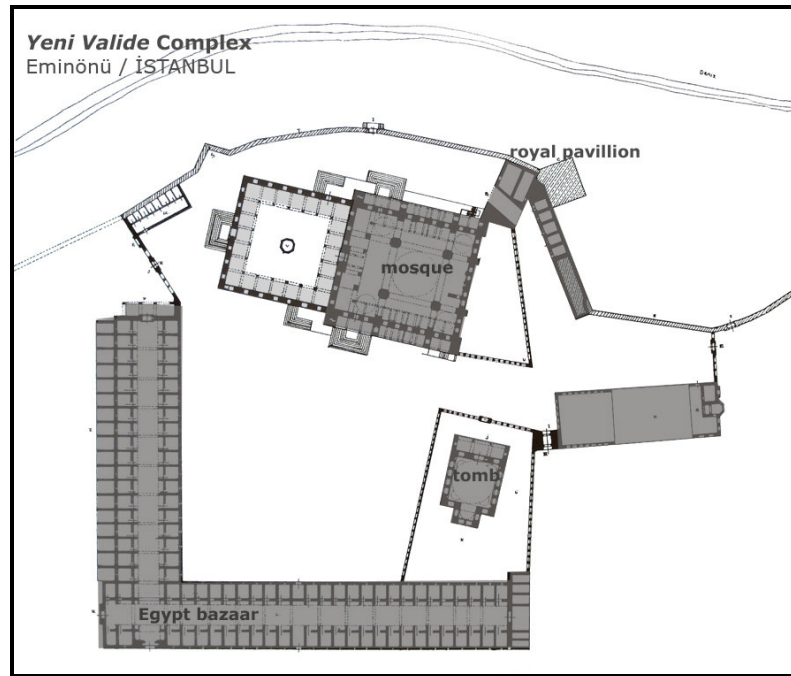 Yeni Valide Complex
Eminönü / İSTANBUL
royal pavillion
mosque
tomb
Egypt bazaar